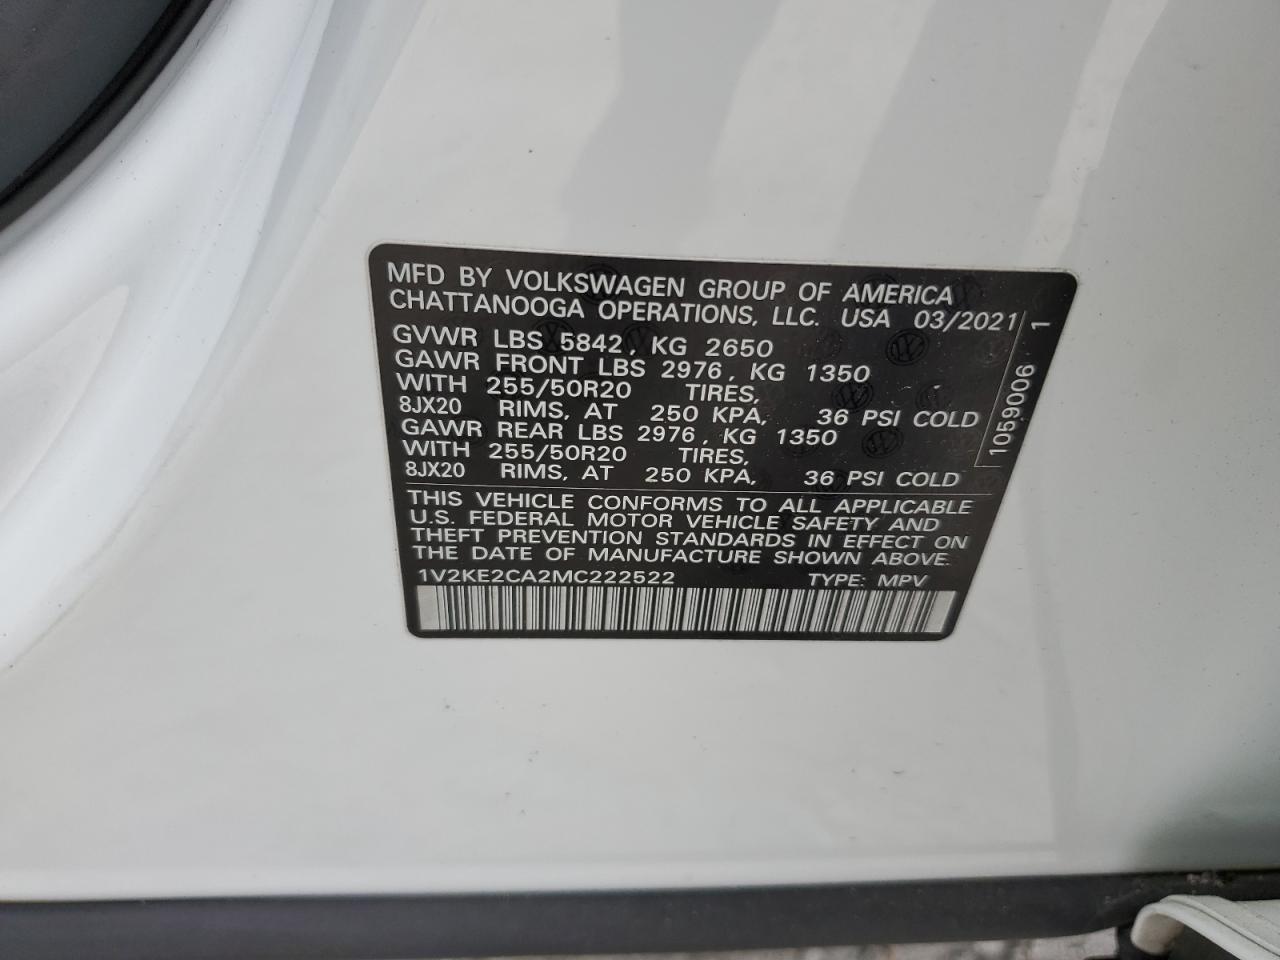 MFD BY VOLKSWAGEN GROUP OF AMERICA
CHATTANOOGA OPERATIONS, LLC. USA 03/2021
GVWR LBS 5842, KG 2650
GAWR FRONT LBS 2976, KG 1350
WITH 255/50R20 TIRES,
8JX20 RIMS, AT 250 KPA, 36 PSI COLD
GAWR REAR LBS 2976, KG 1350
WITH 255/50R20 TIRES,
8JX20 RIMS, AT 250 KPA, 36 PSI COLD
THIS VEHICLE CONFORMS TO ALL APPLICABLE
U.S. FEDERAL MOTOR VEHICLE SAFETY AND
THEFT PREVENTION STANDARDS IN EFFECT ON
THE DATE OF MANUFACTURE SHOWN ABOVE.
1V2KE2CA2MC222522 TYPE: MPV
1059006 1